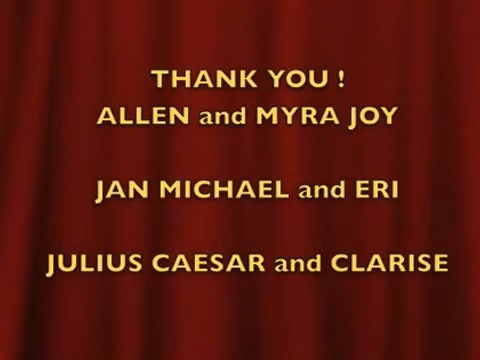 THANK YOU !
ALLEN and MYRA JOY
JAN MICHAEL and ERI
JULIUS CAESAR and CLARISE